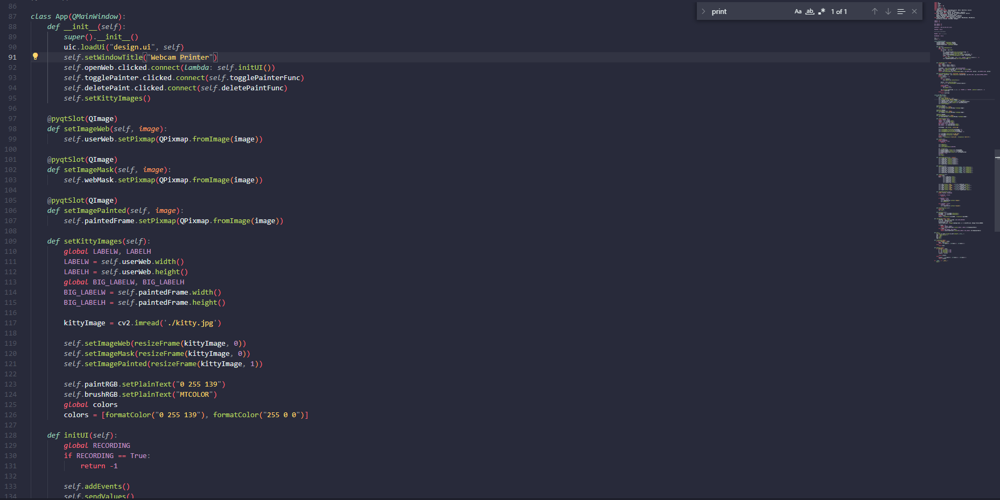 print Aa ab .* 1 of 1
86
87 class App(QMainWindow):
88 def __init__(self):
89 super().__init__()
90 uic.loadUi("design.ui", self)
91 self.setWindowTitle("Webcam Printer")
92 self.openWeb.clicked.connect(lambda: self.initUI())
93 self.togglePainter.clicked.connect(self.togglePainterFunc)
94 self.deletePaint.clicked.connect(self.deletePaintFunc)
95 self.setKittyImages()
96
97 @pyqtSlot(QImage)
98 def setImageWeb(self, image):
99 self.userWeb.setPixmap(QPixmap.fromImage(image))
100
101 @pyqtSlot(QImage)
102 def setImageMask(self, image):
103 self.webMask.setPixmap(QPixmap.fromImage(image))
104
105 @pyqtSlot(QImage)
106 def setImagePainted(self, image):
107 self.paintedFrame.setPixmap(QPixmap.fromImage(image))
108
109 def setKittyImages(self):
110 global LABELW, LABELH
111 LABELW = self.userWeb.width()
112 LABELH = self.userWeb.height()
113 global BIG_LABELW, BIG_LABELH
114 BIG_LABELW = self.paintedFrame.width()
115 BIG_LABELH = self.paintedFrame.height()
116
117 kittyImage = cv2.imread('./kitty.jpg')
118
119 self.setImageWeb(resizeFrame(kittyImage, 0))
120 self.setImageMask(resizeFrame(kittyImage, 0))
121 self.setImagePainted(resizeFrame(kittyImage, 1))
122
123 self.paintRGB.setPlainText("0 255 139")
124 self.brushRGB.setPlainText("MTCOLOR")
125 global colors
126 colors = [formatColor("0 255 139"), formatColor("255 0 0")]
127
128 def initUI(self):
129 global RECORDING
130 if RECORDING == True:
131 return -1
132
133 self.addEvents()
134 self.sendValues()